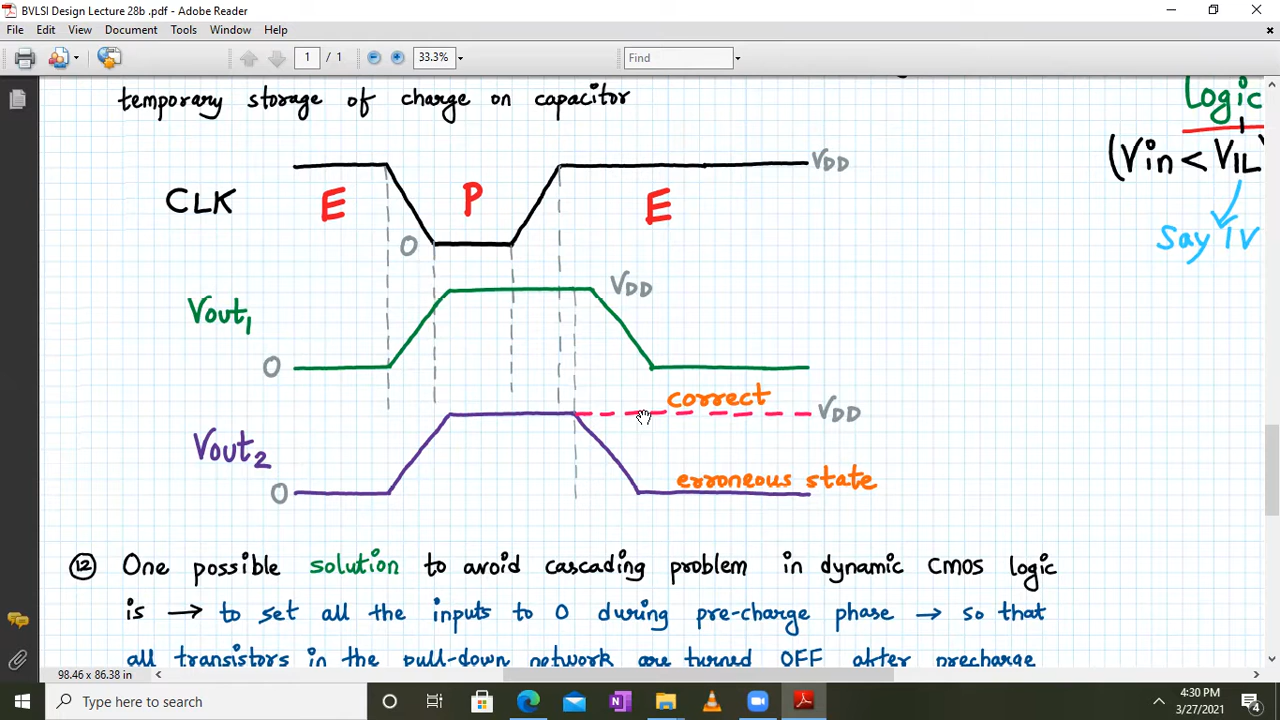 BVLSI Design Lecture 28b .pdf - Adobe Reader
File Edit View Document Tools Window Help
1 / 1 33.3% Find
temporary storage of charge on capacitor
Logic
(Vin < VIL)
Say 1V
CLK E P E VDD
0
Vout1 VDD
0
correct
VDD
Vout2
erroneous state
0
⑫ One possible solution to avoid cascading problem in dynamic CMOS logic
is → to set all the inputs to 0 during pre-charge phase → so that
all transistors in the pull-down network are turned OFF after precharge
98.46 x 86.38 in
Type here to search
4:30 PM
3/27/2021
4